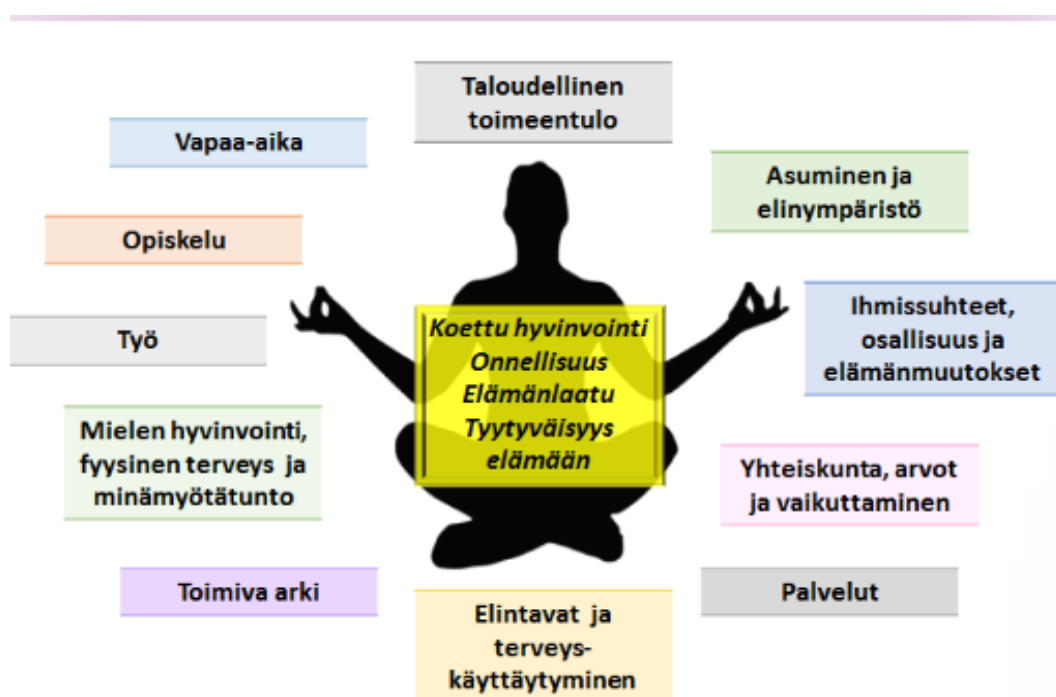 Taloudellinen
toimeentulo
Vapaa-aika
Asuminen ja
elinympäristö
Opiskelu
Ihmissuhteet,
osallisuus ja
elämänmuutokset
Työ
Koettu hyvinvointi
Onnellisuus
Elämänlaatu
Tyytyväisyys
elämään
Mielen hyvinvointi,
fyysinen terveys ja
minämyötätunto
Yhteiskunta, arvot
ja vaikuttaminen
Toimiva arki
Palvelut
Elintavat ja
terveys-
käyttäytyminen